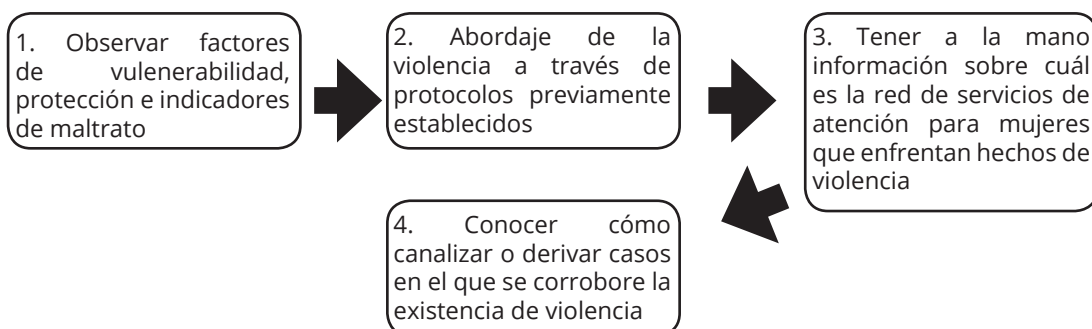 1. Observar factores
de vulenerabilidad,
protección e indicadores
de maltrato
2. Abordaje de la
violencia a través de
protocolos previamente
establecidos
3. Tener a la mano
información sobre cuál
es la red de servicios de
atención para mujeres
que enfrentan hechos de
violencia
4. Conocer cómo
canalizar o derivar casos
en el que se corrobore la
existencia de violencia